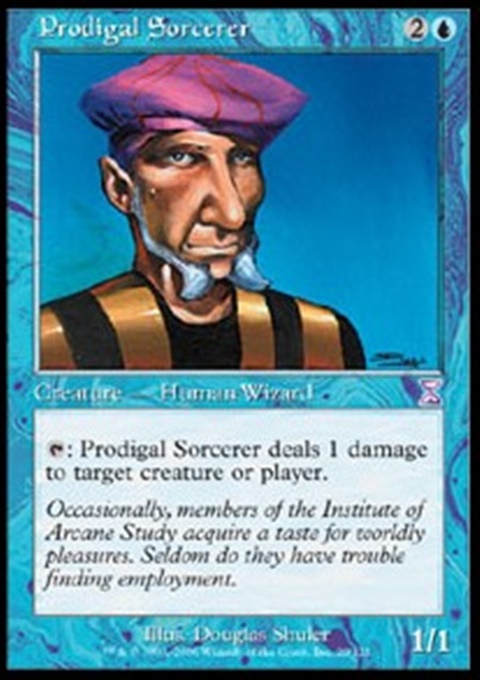 Prodigal Sorcerer 2
Creature — Human Wizard
: Prodigal Sorcerer deals 1 damage
to target creature or player.
Occasionally, members of the Institute of
Arcane Study acquire a taste for worldly
pleasures. Seldom do they have trouble
finding employment.
Illus. Douglas Shuler
1/1